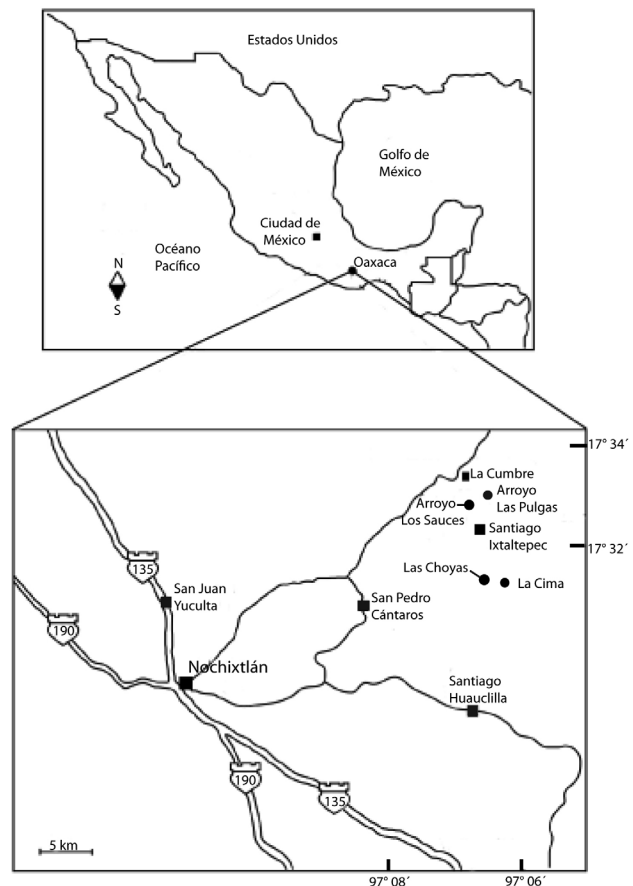 Estados Unidos
Golfo de
México
Ciudad de
México
Océano
Pacífico
Oaxaca
N
S
17° 34´
La Cumbre
Arroyo
Las Pulgas
Arroyo
Los Sauces
Santiago
Ixtaltepec
17° 32´
Las Choyas
La Cima
135
San Juan
Yuculta
San Pedro
Cántaros
190
Nochixtlán
Santiago
Huauclilla
190
135
5 km
97° 08´
97° 06´